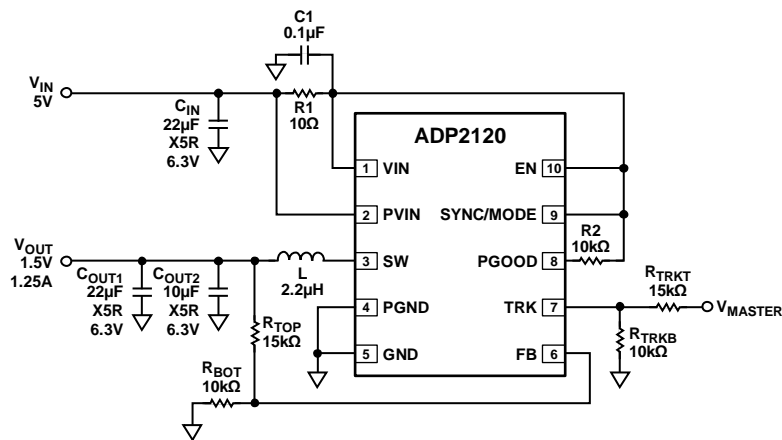 C1
0.1µF
VIN
5V
CIN
22µF
X5R
6.3V
R1
10Ω
ADP2120
1 VIN
EN 10
2 PVIN
SYNC/MODE 9
R2
10kΩ
3 SW
PGOOD 8
VOUT
1.5V
1.25A
COUT1
22µF
X5R
6.3V
COUT2
10µF
X5R
6.3V
L
2.2µH
RTRKT
15kΩ
VMASTER
4 PGND
TRK 7
RTOP
15kΩ
RTRKB
10kΩ
5 GND
FB 6
RBOT
10kΩ